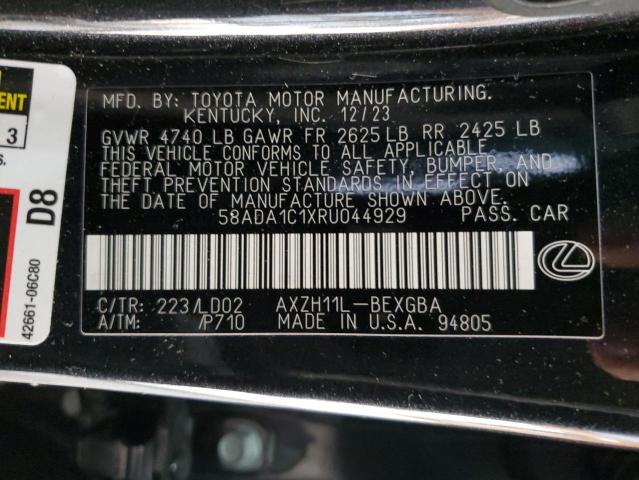 MFD. BY: TOYOTA MOTOR MANUFACTURING.
KENTUCKY, INC. 12/23
GVWR 4740 LB GAWR FR 2625 LB RR 2425 LB
THIS VEHICLE CONFORMS TO ALL APPLICABLE
FEDERAL MOTOR VEHICLE SAFETY, BUMPER, AND
THEFT PREVENTION STANDARDS IN EFFECT ON
THE DATE OF MANUFACTURE SHOWN ABOVE.
58ADA1C1XRU044929 PASS. CAR
C/TR: 223/LD02 AXZH11L-BEXGBA
A/TM: /P710 MADE IN U.S.A. 94805
3
s.
D8
42661-06C80